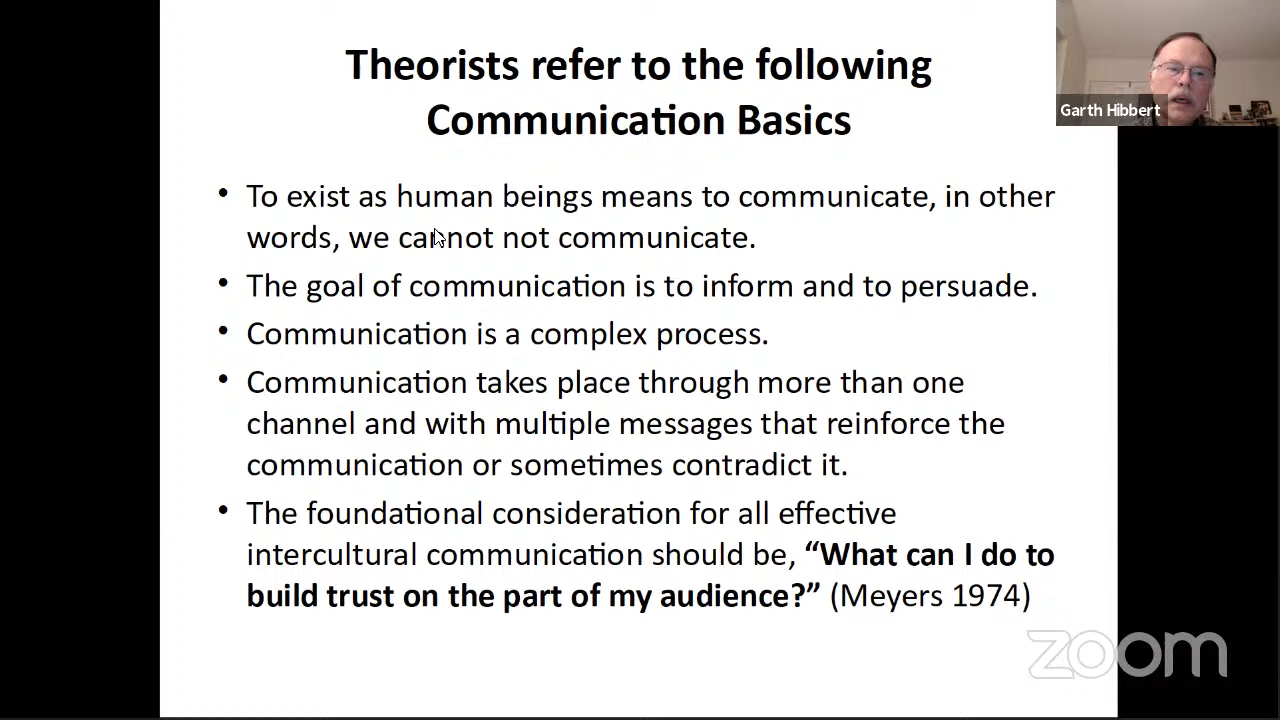 Theorists refer to the following
Communication Basics
Garth Hibbert
• To exist as human beings means to communicate, in other
words, we cannot not communicate.
• The goal of communication is to inform and to persuade.
• Communication is a complex process.
• Communication takes place through more than one
channel and with multiple messages that reinforce the
communication or sometimes contradict it.
• The foundational consideration for all effective
intercultural communication should be, “What can I do to
build trust on the part of my audience?” (Meyers 1974)
zoom